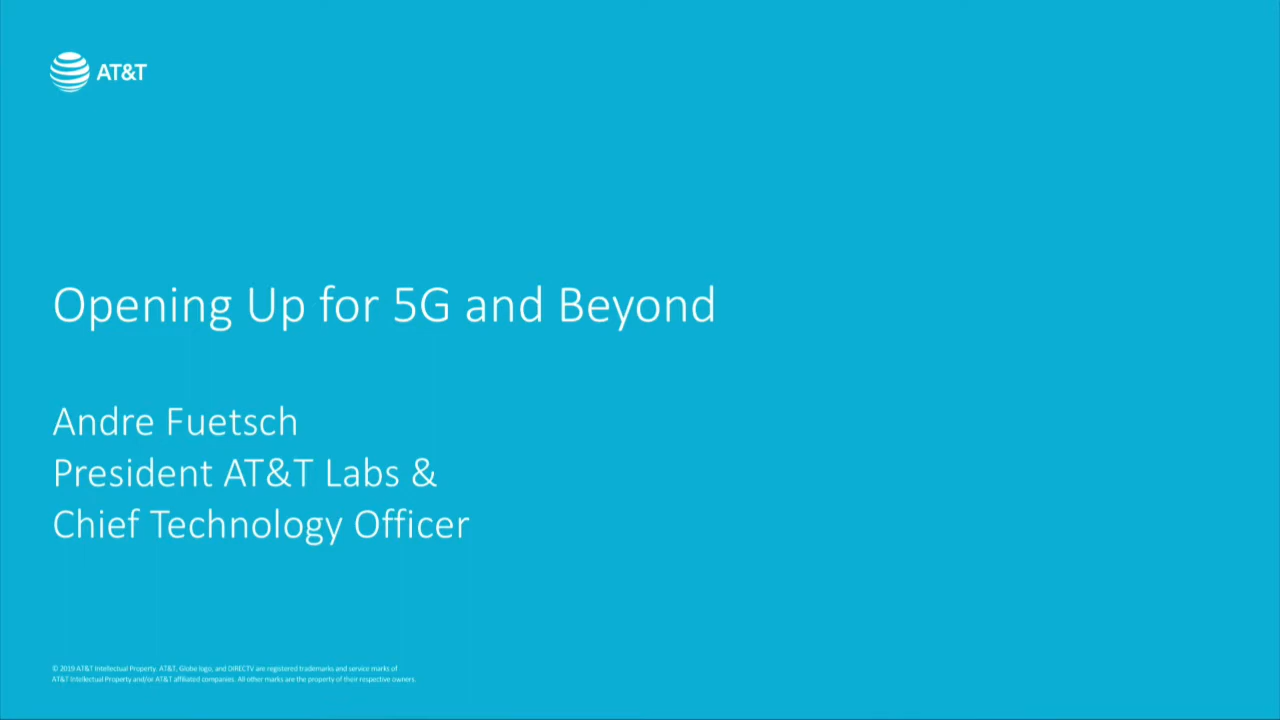 AT&T
Opening Up for 5G and Beyond
Andre Fuetsch
President AT&T Labs &
Chief Technology Officer
© 2019 AT&T Intellectual Property. AT&T, Globe logo, and DIRECTV are registered trademarks and service marks of
AT&T Intellectual Property and/or AT&T affiliated companies. All other marks are the property of their respective owners.